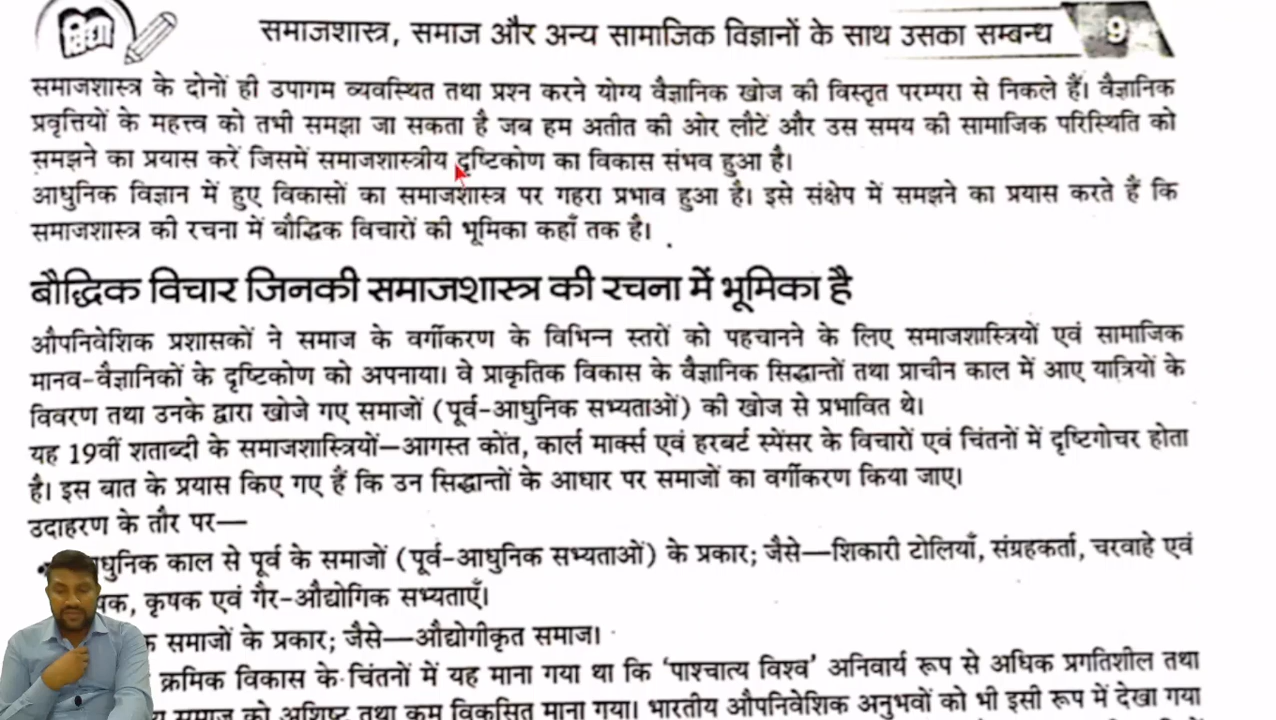 विद्या
समाजशास्त्र, समाज और अन्य सामाजिक विज्ञानों के साथ उसका सम्बन्ध 9
समाजशास्त्र के दोनों ही उपागम व्यवस्थित तथा प्रश्न करने योग्य वैज्ञानिक खोज की विस्तृत परम्परा से निकले हैं। वैज्ञानिक
प्रवृत्तियों के महत्त्व को तभी समझा जा सकता है जब हम अतीत की ओर लौटें और उस समय की सामाजिक परिस्थिति को
समझने का प्रयास करें जिसमें समाजशास्त्रीय दृष्टिकोण का विकास संभव हुआ है।
आधुनिक विज्ञान में हुए विकासों का समाजशास्त्र पर गहरा प्रभाव हुआ है। इसे संक्षेप में समझने का प्रयास करते हैं कि
समाजशास्त्र की रचना में बौद्धिक विचारों की भूमिका कहाँ तक है।
बौद्धिक विचार जिनकी समाजशास्त्र की रचना में भूमिका है
औपनिवेशिक प्रशासकों ने समाज के वर्गीकरण के विभिन्न स्तरों को पहचानने के लिए समाजशास्त्रियों एवं सामाजिक
मानव-वैज्ञानिकों के दृष्टिकोण को अपनाया। वे प्राकृतिक विकास के वैज्ञानिक सिद्धान्तों तथा प्राचीन काल में आए यात्रियों के
विवरण तथा उनके द्वारा खोजे गए समाजों (पूर्व-आधुनिक सभ्यताओं) की खोज से प्रभावित थे।
यह 19वीं शताब्दी के समाजशास्त्रियों—आगस्त कोंत, कार्ल मार्क्स एवं हरबर्ट स्पेंसर के विचारों एवं चिंतनों में दृष्टिगोचर होता
है। इस बात के प्रयास किए गए हैं कि उन सिद्धान्तों के आधार पर समाजों का वर्गीकरण किया जाए।
उदाहरण के तौर पर—
धुनिक काल से पूर्व के समाजों (पूर्व-आधुनिक सभ्यताओं) के प्रकार; जैसे—शिकारी टोलियाँ, संग्रहकर्ता, चरवाहे एवं
षक, कृषक एवं गैर-औद्योगिक सभ्यताएँ।
क समाजों के प्रकार; जैसे—औद्योगीकृत समाज।
क्रमिक विकास के चिंतनों में यह माना गया था कि ‘पाश्चात्य विश्व’ अनिवार्य रूप से अधिक प्रगतिशील तथा
य समाज को अशिष्ट तथा कम विकसित माना गया। भारतीय औपनिवेशिक अनुभवों को भी इसी रूप में देखा गया